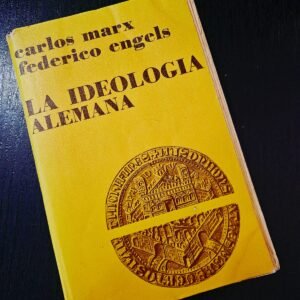 carlos marx
federico engels
LA IDEOLOGIA
ALEMANA